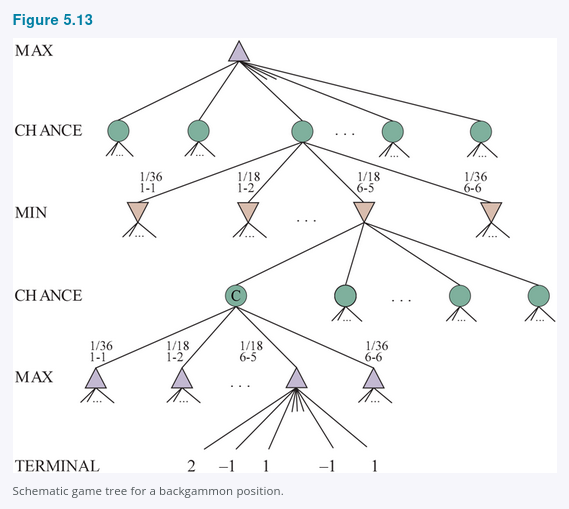 Figure 5.13
MAX
CHANCE
. . .
...
...
...
...
1/36
1-1
1/18
1-2
1/18
6-5
1/36
6-6
MIN
. . .
...
...
...
CHANCE
C
. . .
...
...
...
1/36
1-1
1/18
1-2
1/18
6-5
1/36
6-6
MAX
. . .
...
...
...
TERMINAL 2 –1 1 –1 1
Schematic game tree for a backgammon position.